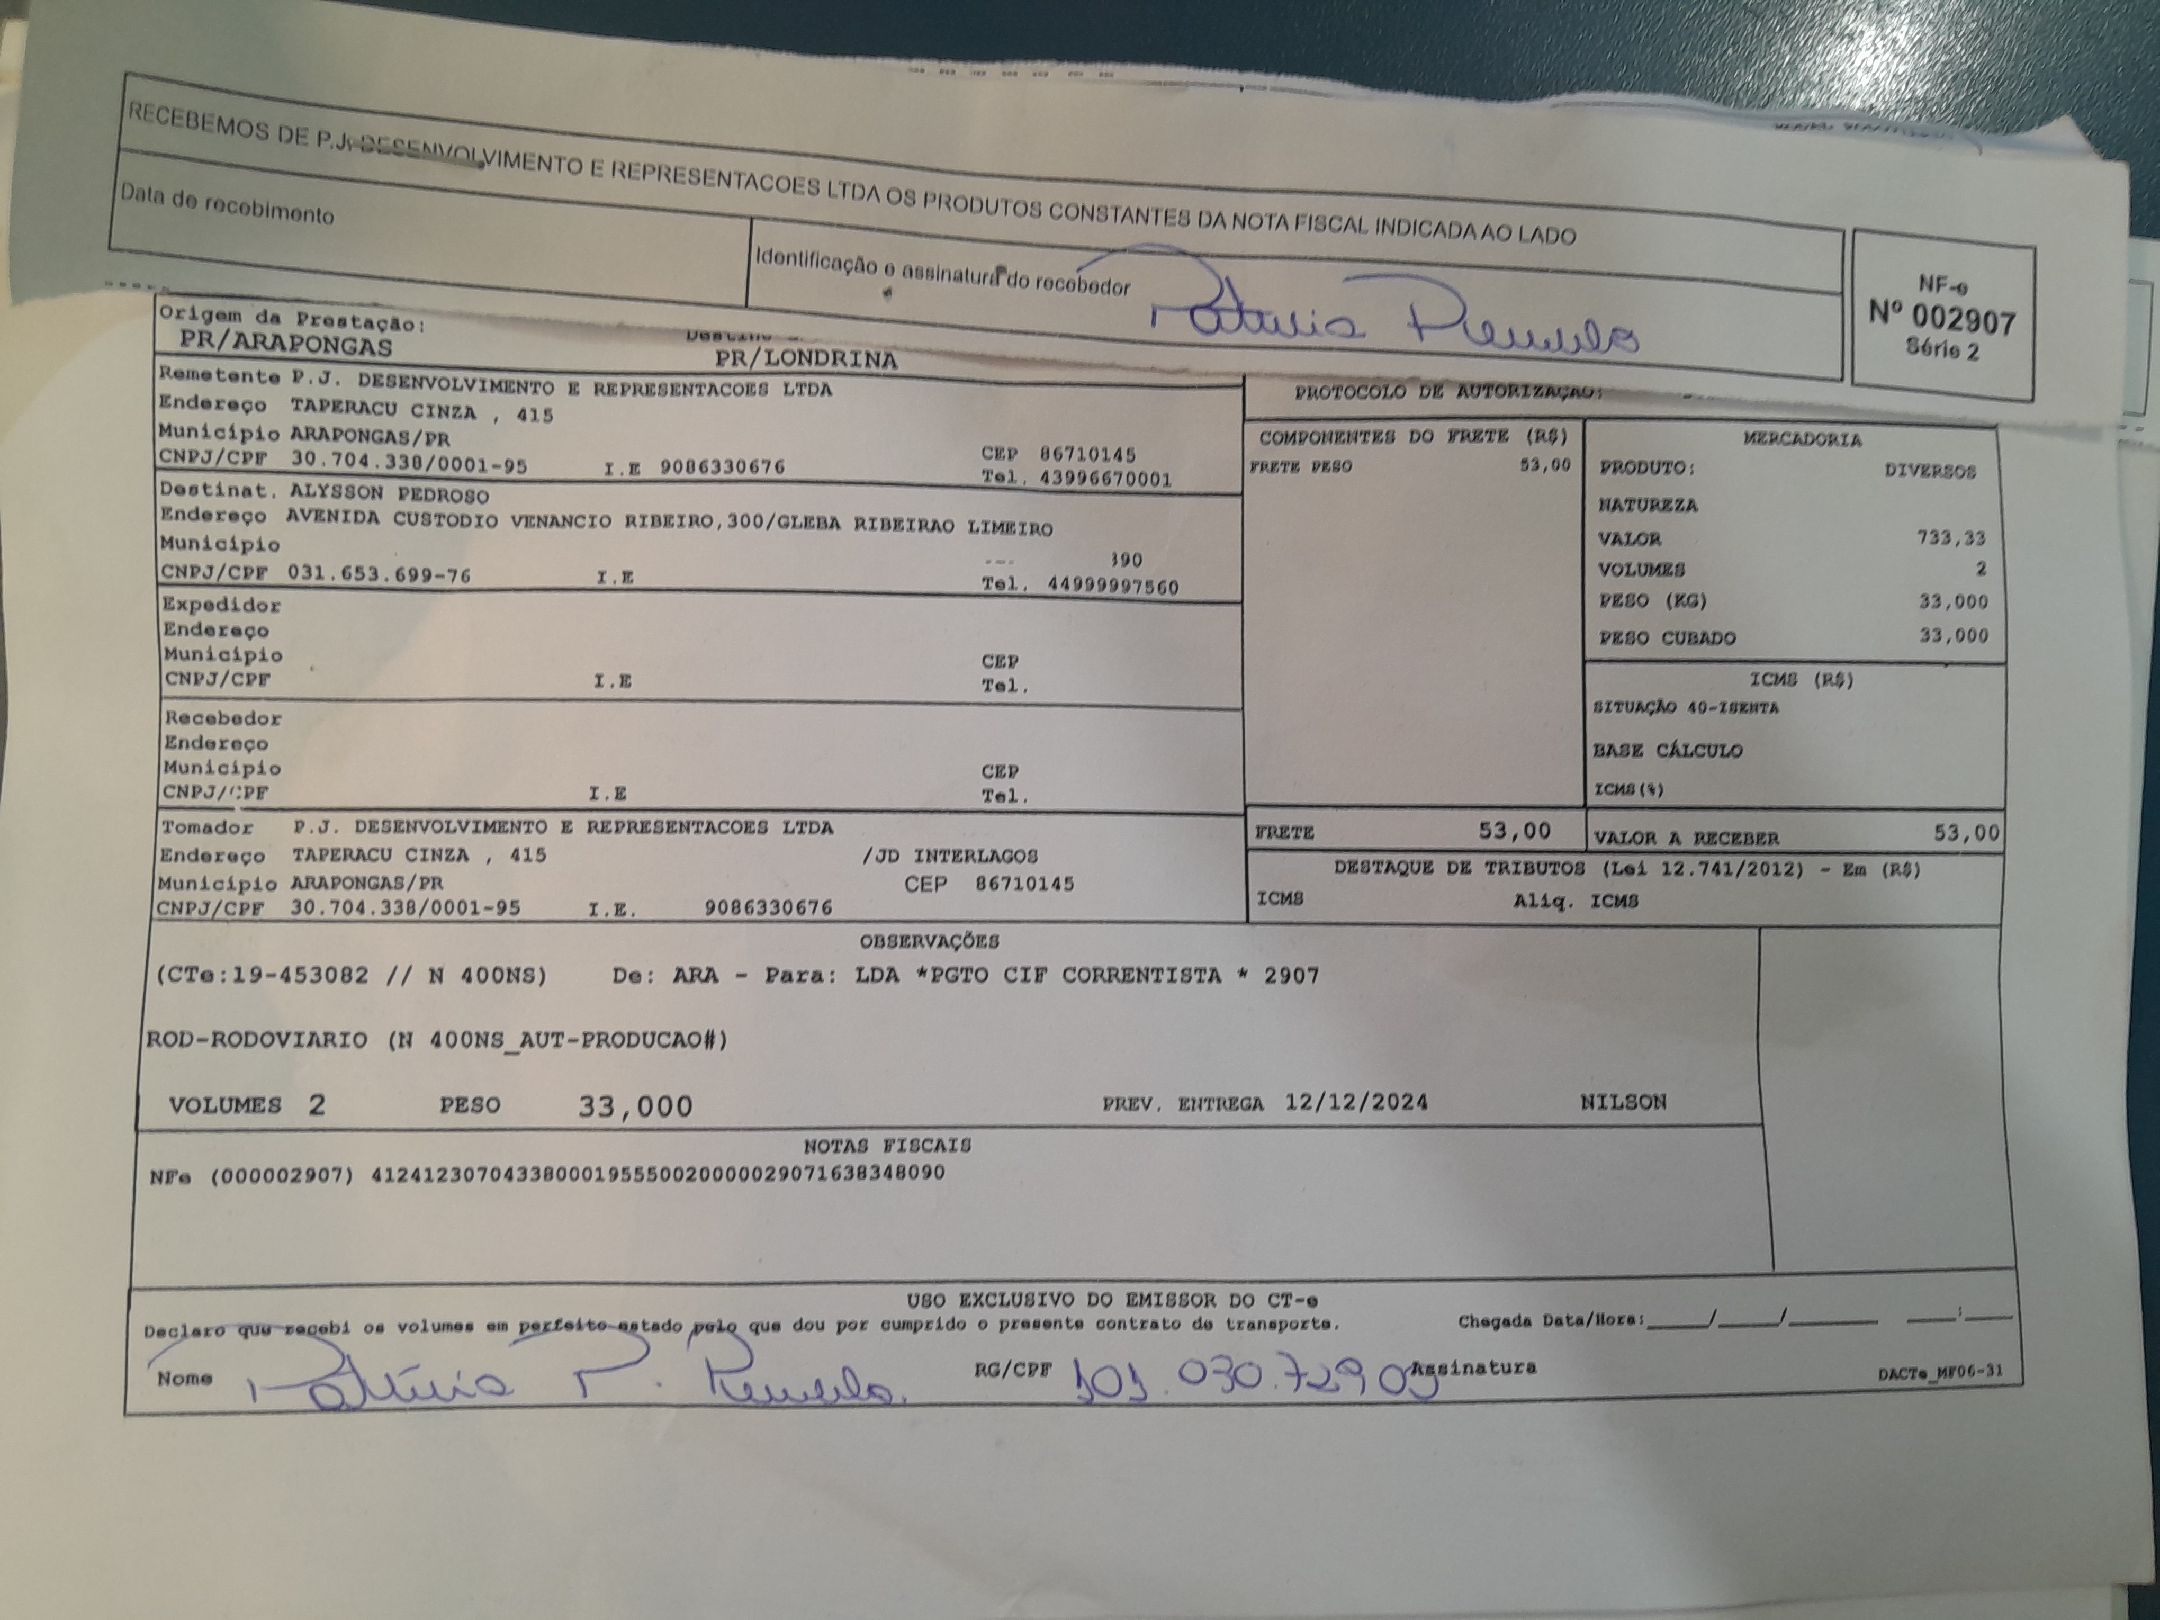 RECEBEMOS DE P.J. DESENVOLVIMENTO E REPRESENTACOES LTDA OS PRODUTOS CONSTANTES DA NOTA FISCAL INDICADA AO LADO
Data de recebimento
Identificação e assinatura do recebedor
NF-e
Nº 002907
Série 2
Origem da Prestação:
PR/ARAPONGAS
PR/LONDRINA
Remetente P.J. DESENVOLVIMENTO E REPRESENTACOES LTDA
Endereço TAPERACU CINZA , 415
Município ARAPONGAS/PR CEP 86710145
CNPJ/CPF 30.704.338/0001-95 I.E 9086330676 Tel. 43996670001
Destinat. ALYSSON PEDROSO
Endereço AVENIDA CUSTODIO VENANCIO RIBEIRO,300/GLEBA RIBEIRAO LIMEIRO
Município 390
CNPJ/CPF 031.653.699-76 I.E Tel. 44999997560
Expedidor
Endereço
Município CEP
CNPJ/CPF I.E Tel.
Recebedor
Endereço
Município CEP
CNPJ/CPF I.E Tel.
Tomador P.J. DESENVOLVIMENTO E REPRESENTACOES LTDA
Endereço TAPERACU CINZA , 415 /JD INTERLAGOS
Município ARAPONGAS/PR CEP 86710145
CNPJ/CPF 30.704.338/0001-95 I.E. 9086330676
PROTOCOLO DE AUTORIZAÇAO:
COMPONENTES DO FRETE (R$)
FRETE PESO 53,00
MERCADORIA
PRODUTO: DIVERSOS
NATUREZA
VALOR 733,33
VOLUMES 2
PESO (KG) 33,000
PESO CUBADO 33,000
ICMS (R$)
SITUAÇÃO 40-ISENTA
BASE CÁLCULO
ICMS(%)
FRETE 53,00 VALOR A RECEBER 53,00
DESTAQUE DE TRIBUTOS (Lei 12.741/2012) - Em (R$)
ICMS Aliq. ICMS
OBSERVAÇÕES
(CTe:19-453082 // N 400NS) De: ARA - Para: LDA *PGTO CIF CORRENTISTA * 2907
ROD-RODOVIARIO (N 400NS_AUT-PRODUCAO#)
VOLUMES 2 PESO 33,000 PREV. ENTREGA 12/12/2024 NILSON
NOTAS FISCAIS
NFe (000002907) 41241230704338000195550020000029071638348090
USO EXCLUSIVO DO EMISSOR DO CT-e
Declaro que recebi os volumes em perfeito estado pelo que dou por cumprido o presente contrato de transporte. Chegada Data/Hora:_____/_____/_______ ____:____
Nome RG/CPF 101.030.729 Assinatura DACTe_MF06-31